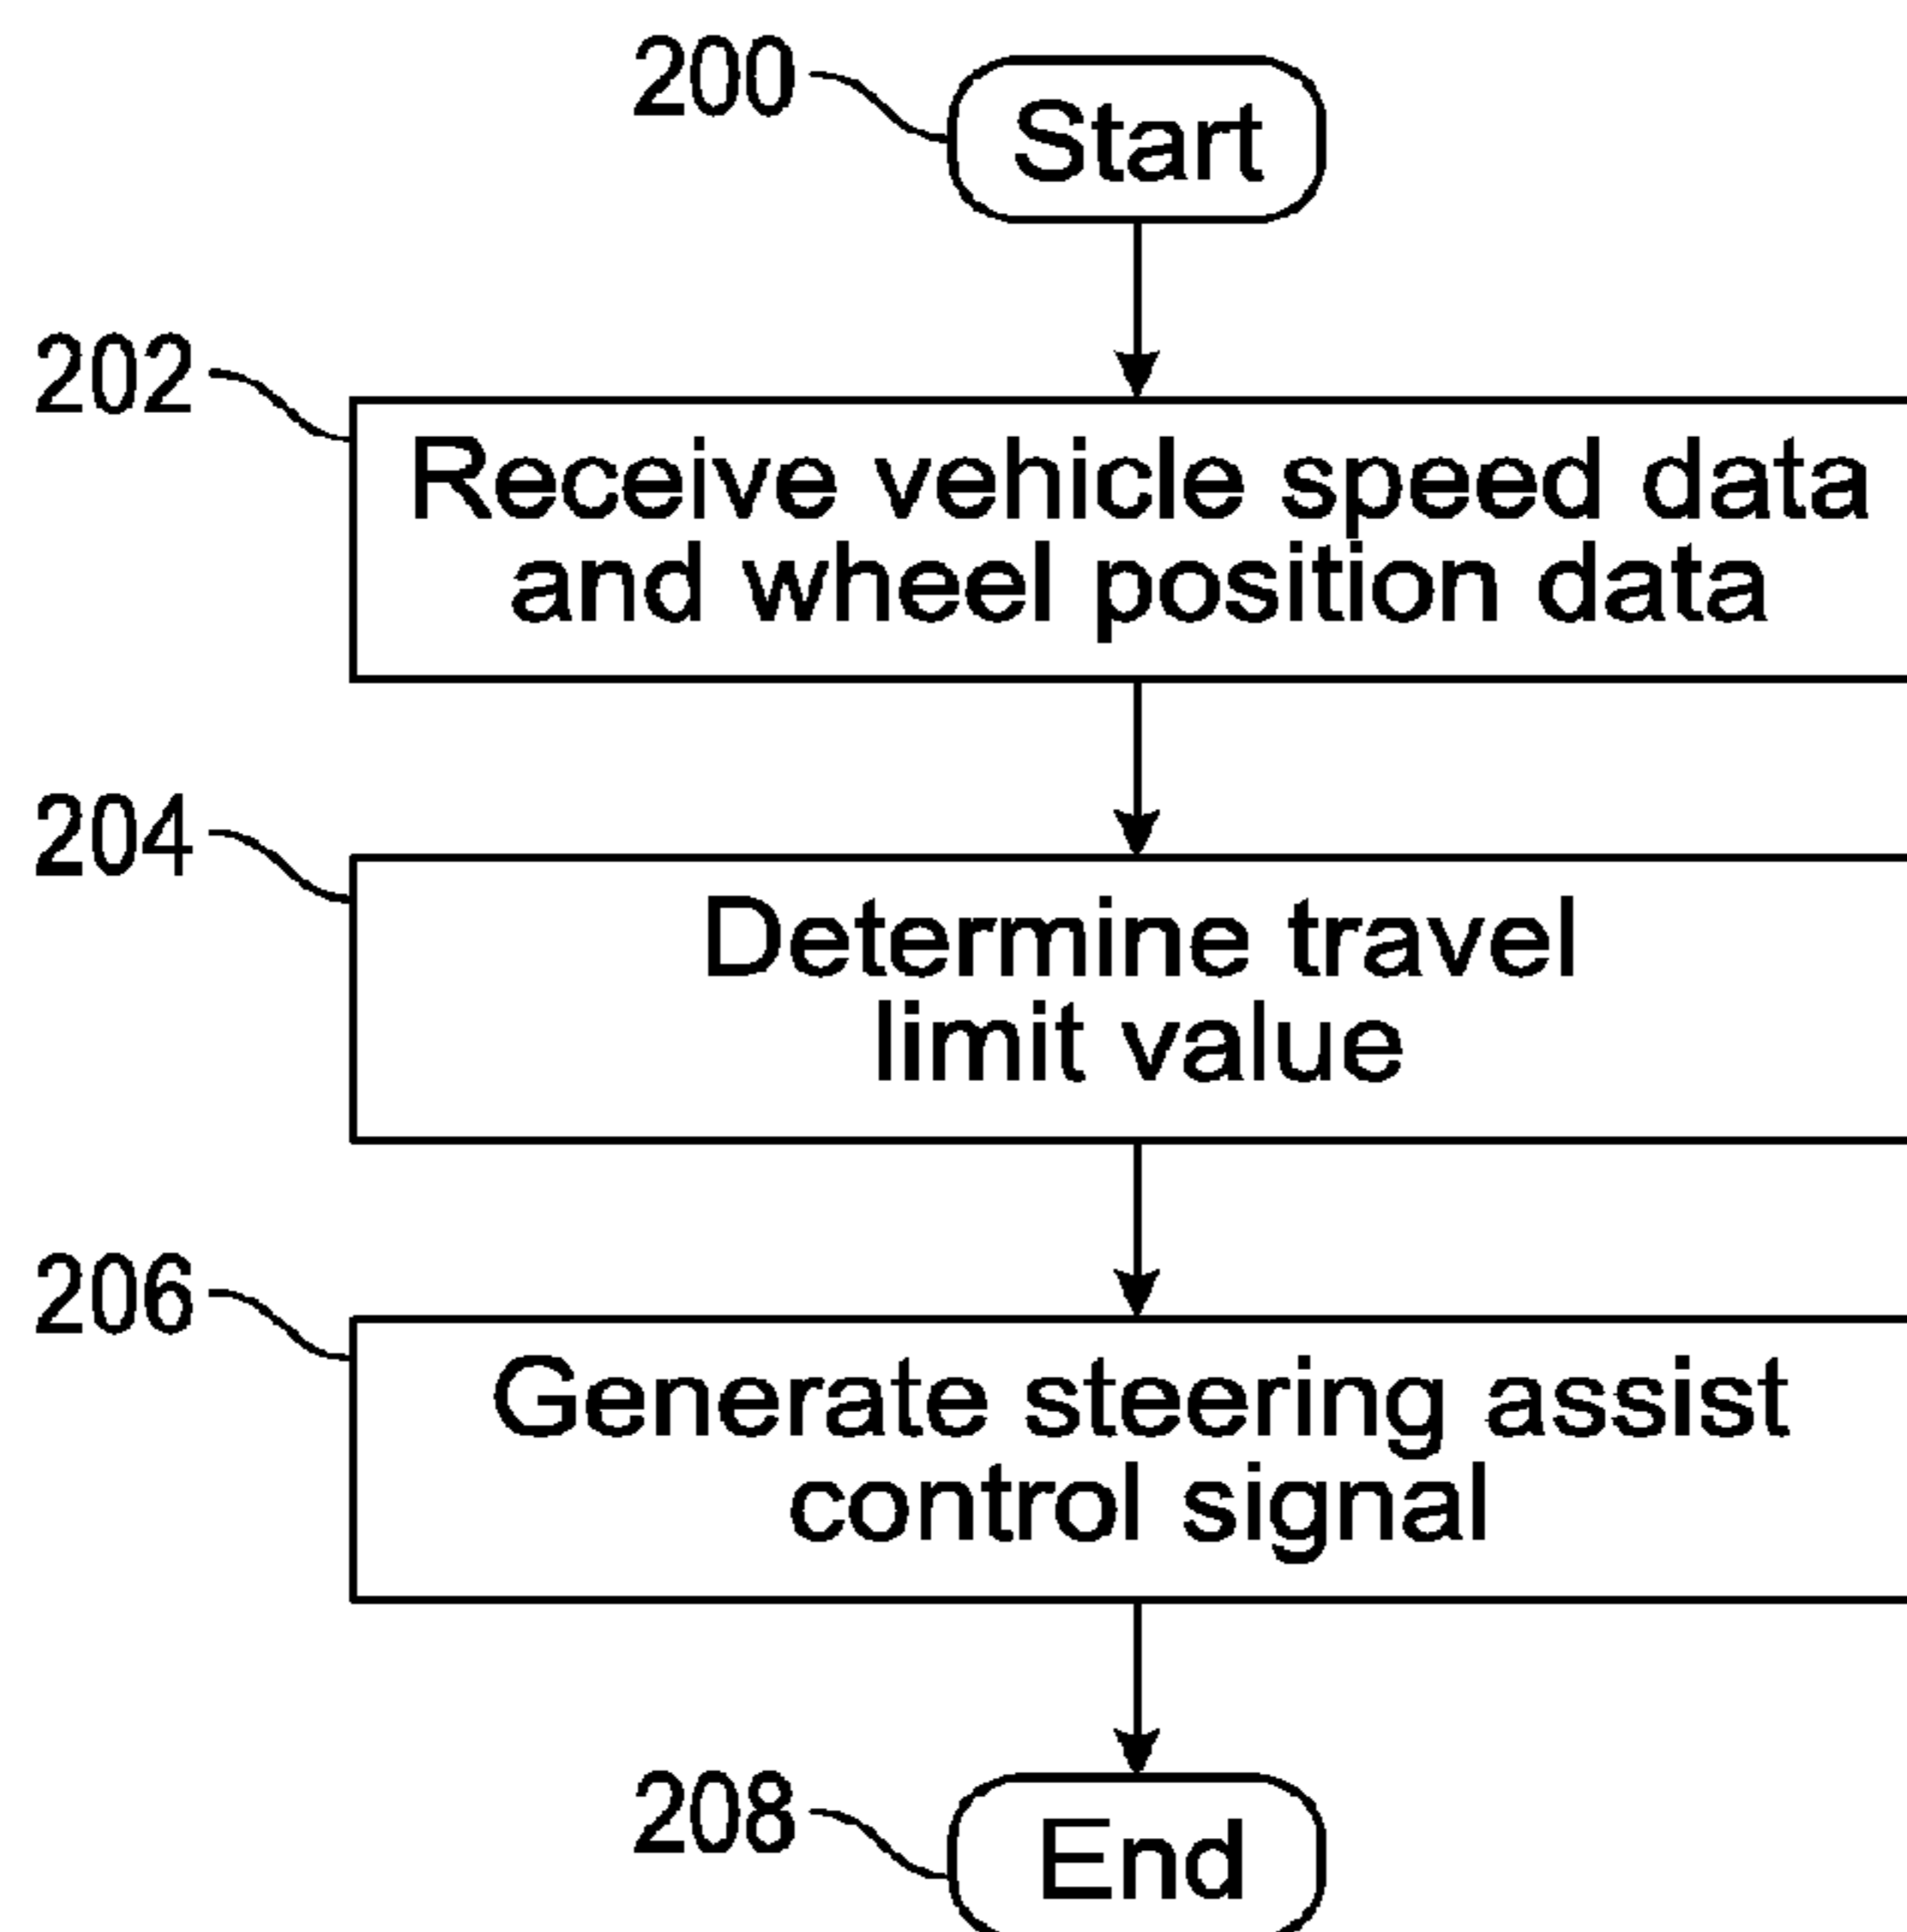 200
Start
202
Receive vehicle speed data
and wheel position data
204
Determine travel
limit value
206
Generate steering assist
control signal
208
End